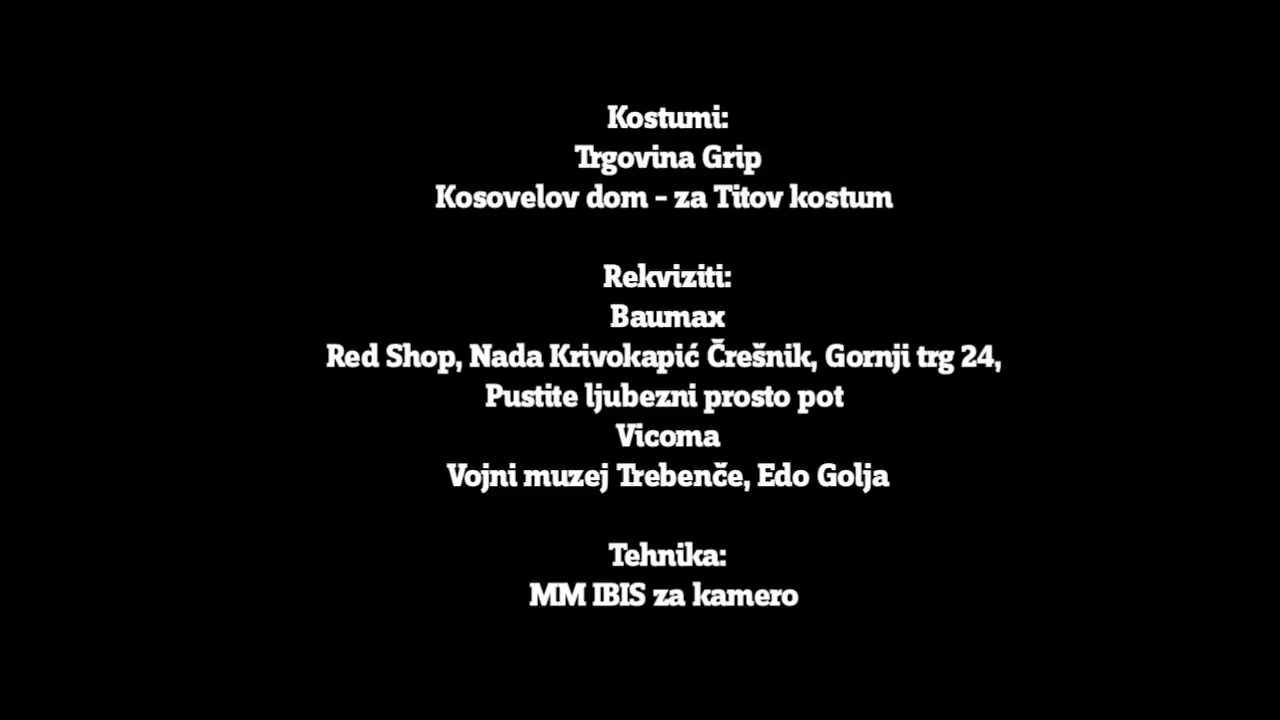 Kostumi:
Trgovina Grip
Kosovelov dom - za Titov kostum
Rekviziti:
Baumax
Red Shop, Nada Krivokapić Črešnik, Gornji trg 24,
Pustite ljubezni prosto pot
Vicoma
Vojni muzej Trebenče, Edo Golja
Tehnika:
MM IBIS za kamero